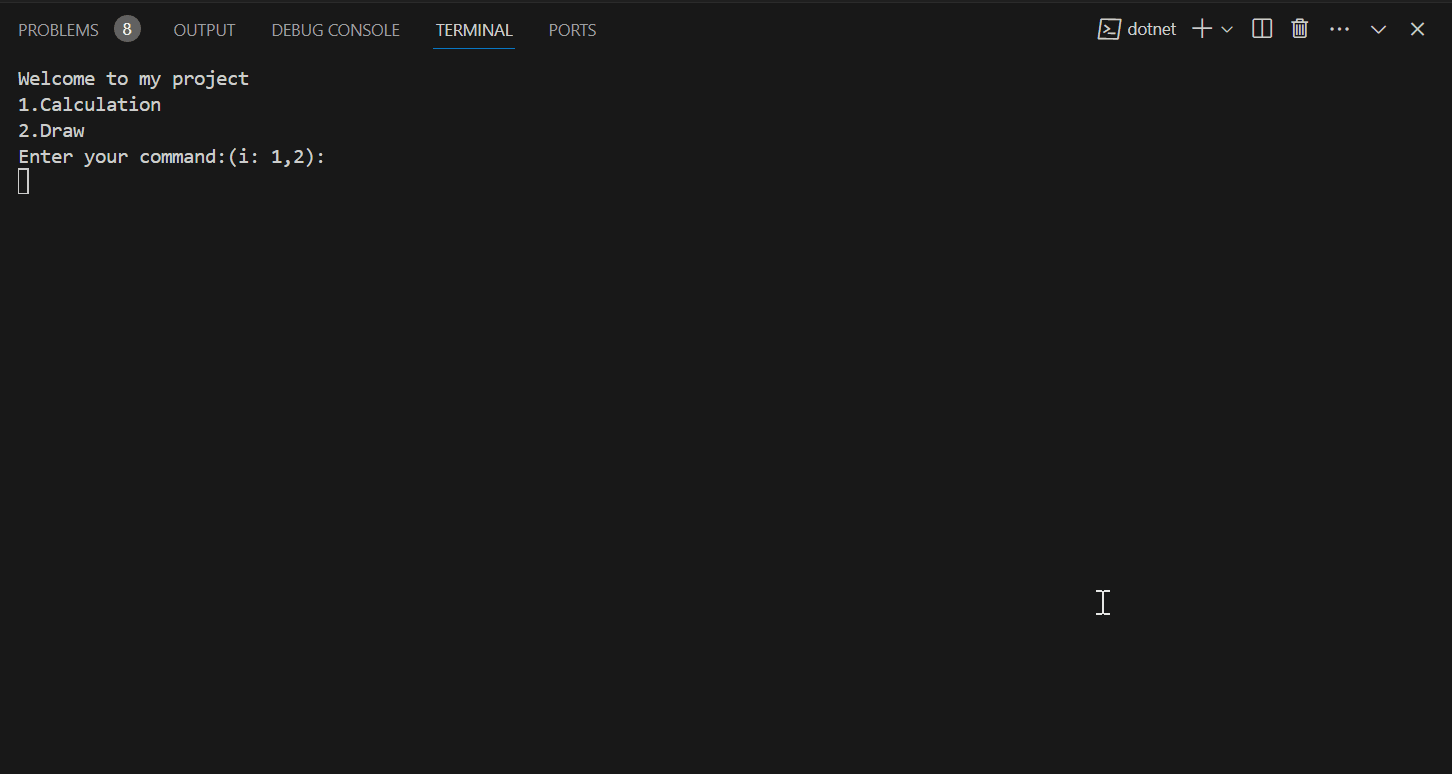 PROBLEMS 8 OUTPUT DEBUG CONSOLE TERMINAL PORTS dotnet
Welcome to my project
1.Calculation
2.Draw
Enter your command:(i: 1,2):